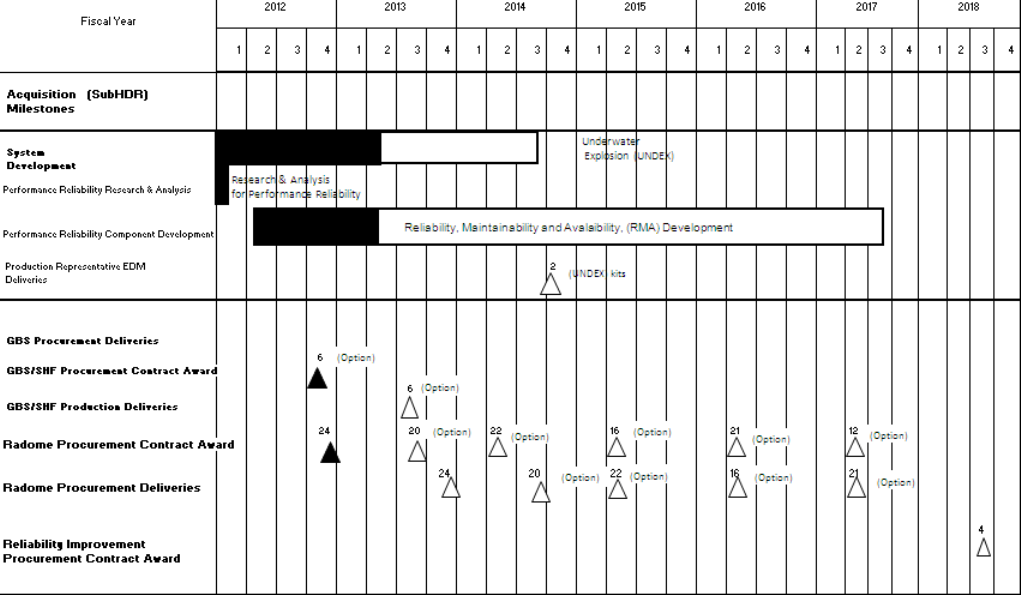 Fiscal Year
2012 2013 2014 2015 2016 2017 2018
1 2 3 4 1 2 3 4 1 2 3 4 1 2 3 4 1 2 3 4 1 2 3 4 1 2 3 4
Acquisition (SubHDR)
Milestones
System
Development
Underwater
Explosion (UNDEX)
Performance Reliability Research & Analysis
Research & Analysis
for Performance Reliability
Performance Reliability Component Development
Reliability, Maintainability and Avalaibility, (RMA) Development
Production Representative EDM
Deliveries
2
(UNDEX) kits
GBS Procurement Deliveries
GBS/SHF Procurement Contract Award
6 (Option)
GBS/SHF Production Deliveries
6 (Option)
Radome Procurement Contract Award
24 20 (Option) 22 (Option) 16 (Option) 21 (Option) 12 (Option)
Radome Procurement Deliveries
24 20 (Option) 22 (Option) 16 (Option) 21 (Option)
Reliability Improvement
Procurement Contract Award
4